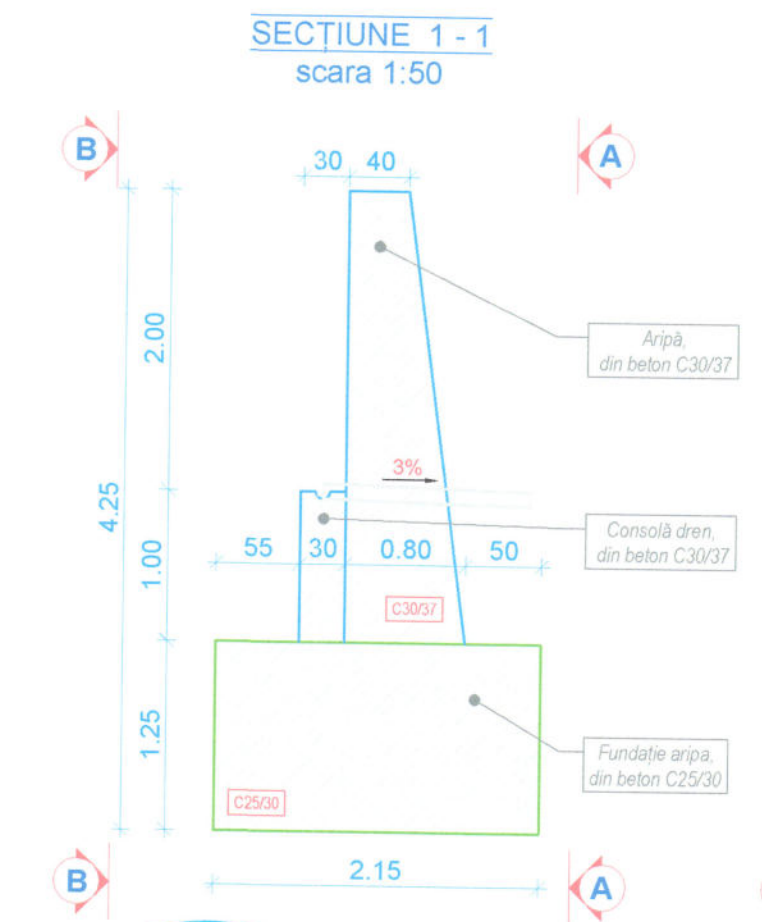 SECȚIUNE 1 - 1
scara 1:50
B
A
30
40
2.00
Aripă,
din beton C30/37
3%
4.25
Consolă dren,
din beton C30/37
55
30
0.80
50
1.00
C30/37
1.25
Fundație aripa,
din beton C25/30
C25/30
2.15
B
A